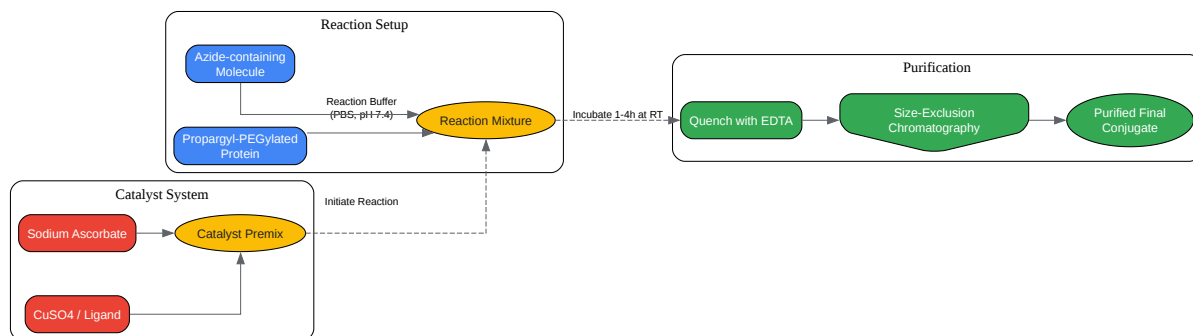 Reaction Setup
Azide-containing
Molecule
Reaction Buffer
(PBS, pH 7.4)
Propargyl-PEGylated
Protein
Reaction Mixture
Incubate 1-4h at RT
Purification
Quench with EDTA
Size-Exclusion
Chromatography
Purified Final
Conjugate
Catalyst System
Sodium Ascorbate
Catalyst Premix
CuSO4 / Ligand
Initiate Reaction